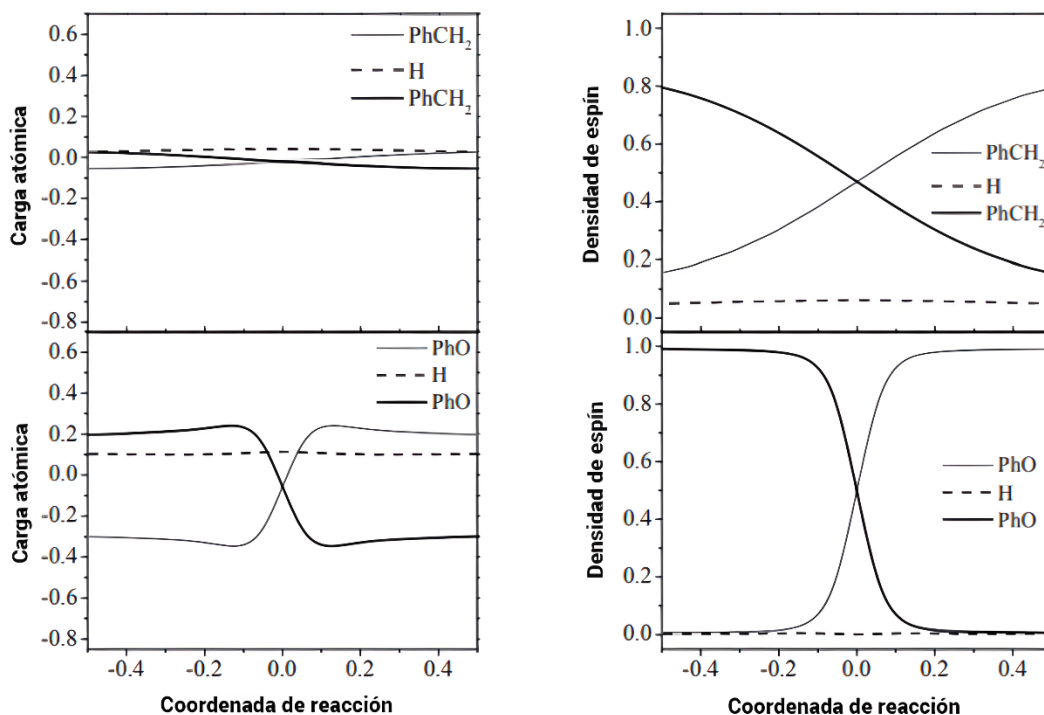 Carga atómica
0.6
0.4
0.2
0.0
-0.2
-0.4
-0.6
-0.8
PhCH2
H
PhCH2
Densidad de espín
1.0
0.8
0.6
0.4
0.2
0.0
PhCH2
H
PhCH2
Carga atómica
0.6
0.4
0.2
0.0
-0.2
-0.4
-0.6
-0.8
PhO
H
PhO
-0.4 -0.2 0.0 0.2 0.4
Coordenada de reacción
Densidad de espín
1.0
0.8
0.6
0.4
0.2
0.0
PhO
H
PhO
-0.4 -0.2 0.0 0.2 0.4
Coordenada de reacción